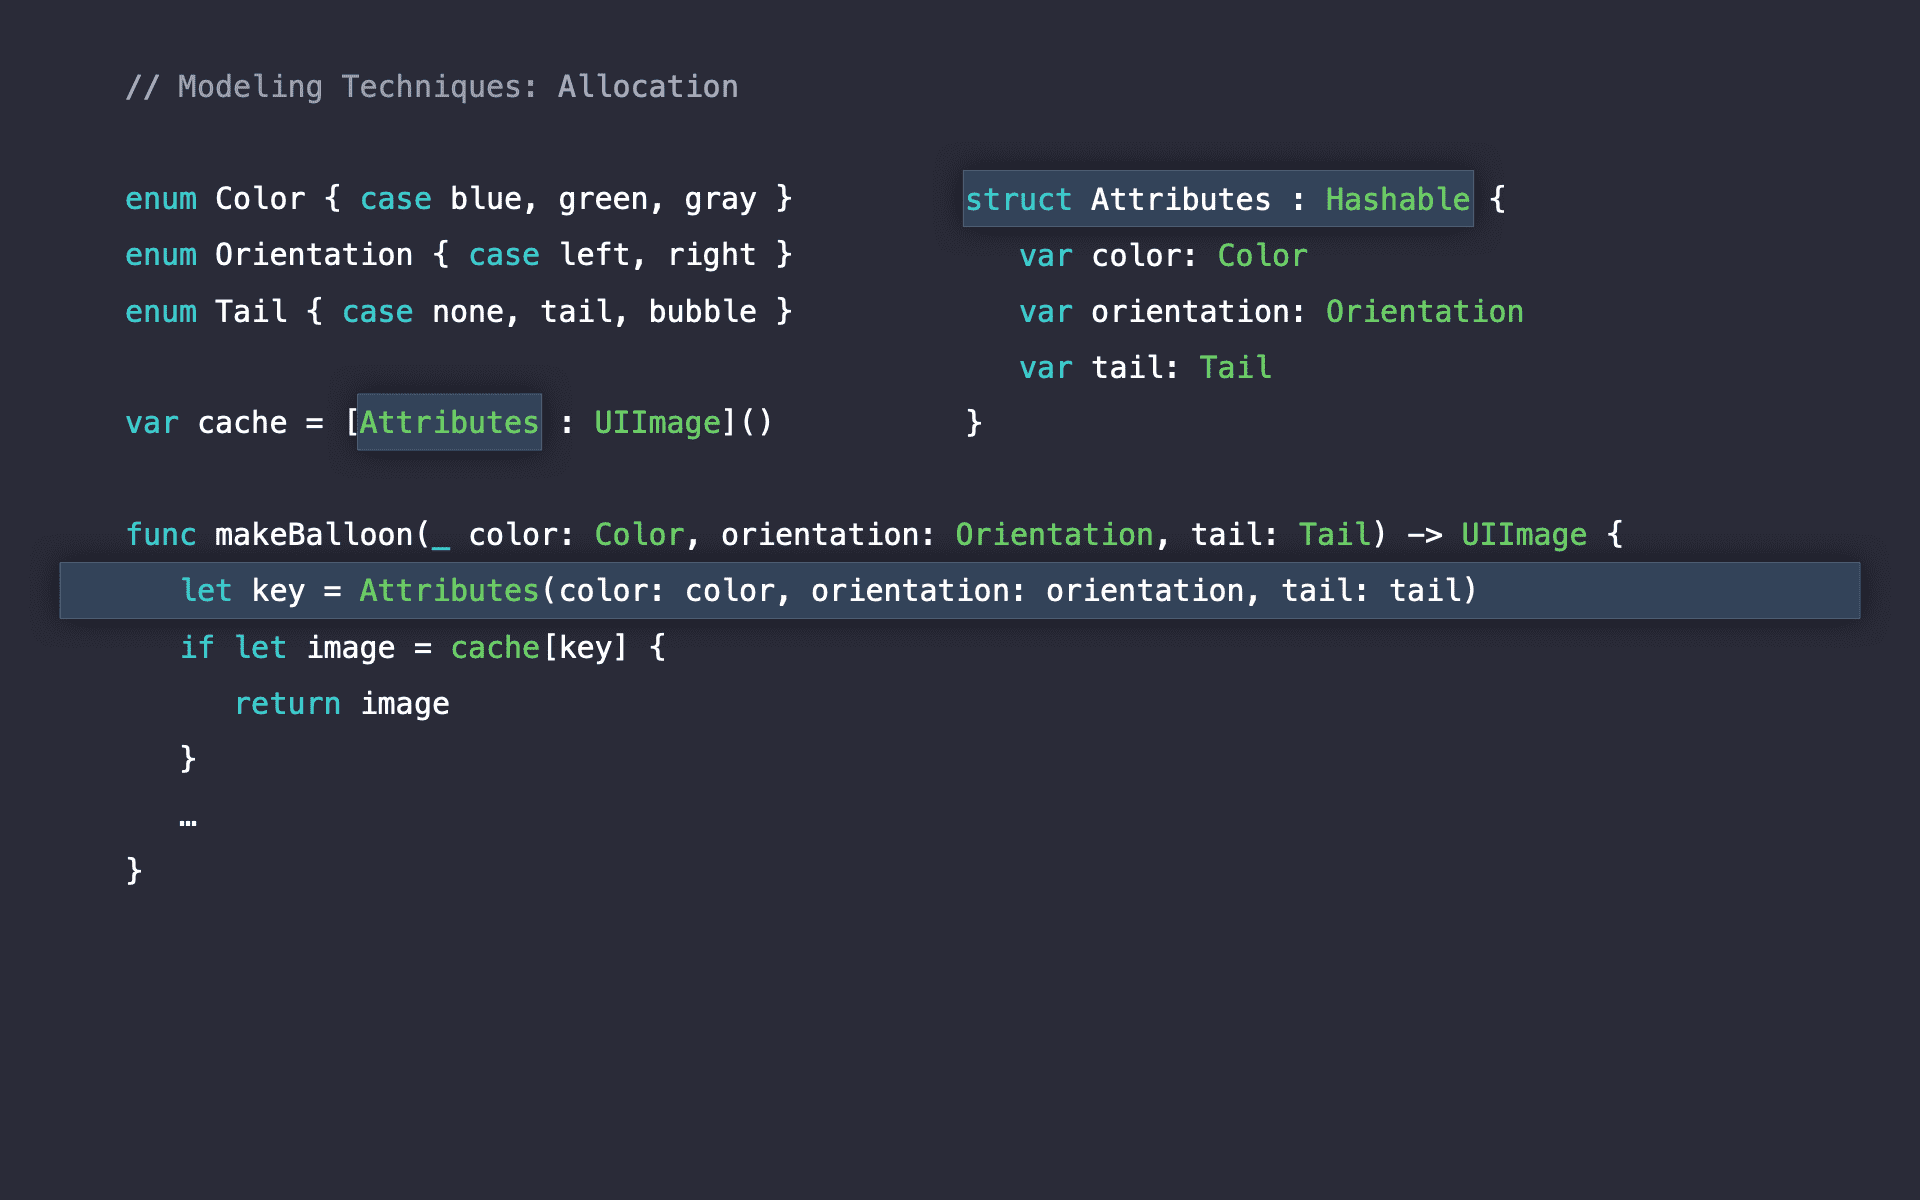 // Modeling Techniques: Allocation
enum Color { case blue, green, gray }
enum Orientation { case left, right }
enum Tail { case none, tail, bubble }
var cache = [Attributes : UIImage]()
struct Attributes : Hashable {
var color: Color
var orientation: Orientation
var tail: Tail
}
func makeBalloon(_ color: Color, orientation: Orientation, tail: Tail) -> UIImage {
let key = Attributes(color: color, orientation: orientation, tail: tail)
if let image = cache[key] {
return image
}
…
}